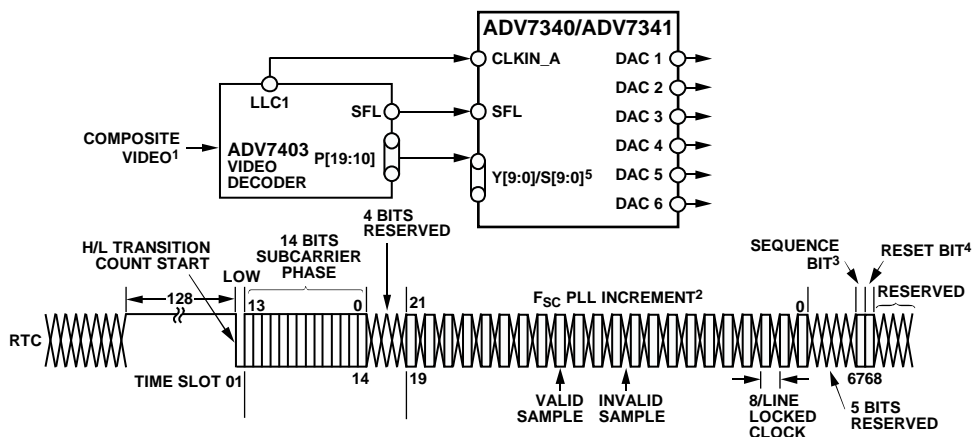 ADV7340/ADV7341
CLKIN_A
DAC 1
DAC 2
LLC1
SFL
SFL
DAC 3
COMPOSITE
VIDEO1
ADV7403
VIDEO
DECODER
P[19:10]
DAC 4
Y[9:0]/S[9:0]5
DAC 5
DAC 6
4 BITS
RESERVED
H/L TRANSITION
COUNT START
14 BITS
SUBCARRIER
PHASE
SEQUENCE
BIT3
RESET BIT4
LOW
128
13
0
21
FSC PLL INCREMENT2
0
RESERVED
RTC
TIME SLOT 01
14
19
6768
VALID
SAMPLE
INVALID
SAMPLE
8/LINE
LOCKED
CLOCK
5 BITS
RESERVED